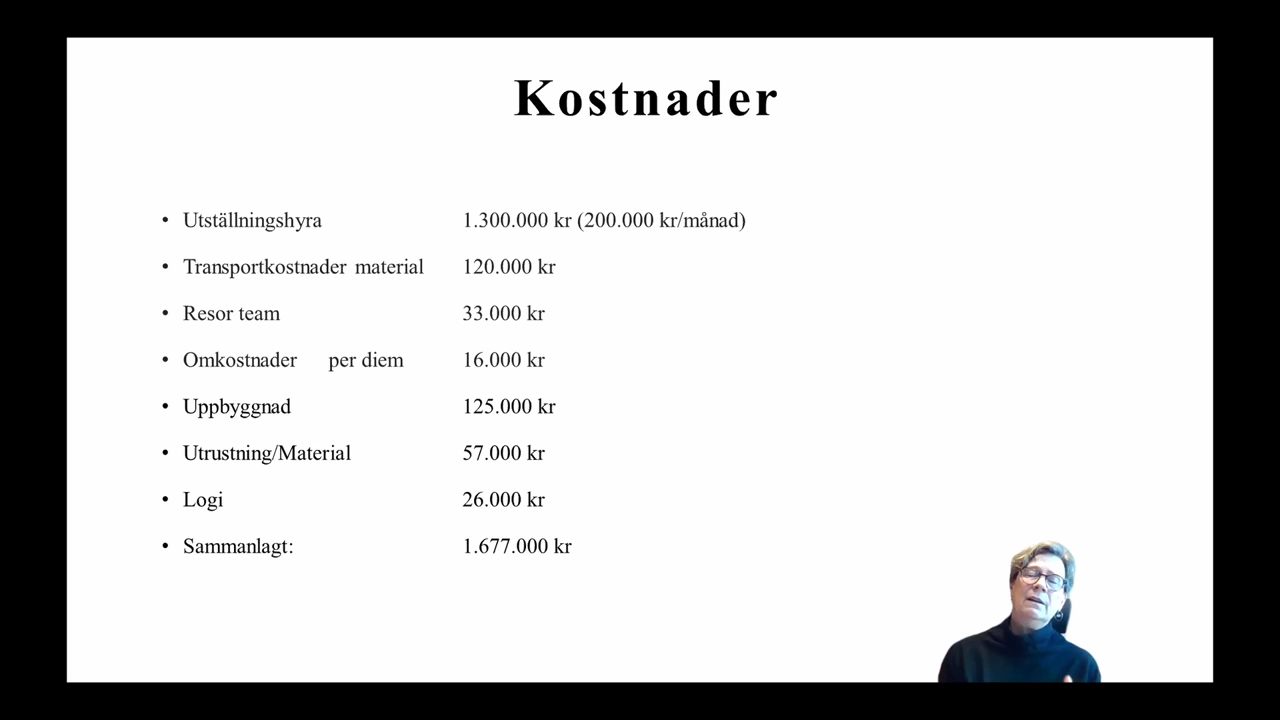 Kostnader
• Utställningshyra 1.300.000 kr (200.000 kr/månad)
• Transportkostnader material 120.000 kr
• Resor team 33.000 kr
• Omkostnader per diem 16.000 kr
• Uppbyggnad 125.000 kr
• Utrustning/Material 57.000 kr
• Logi 26.000 kr
• Sammanlagt: 1.677.000 kr